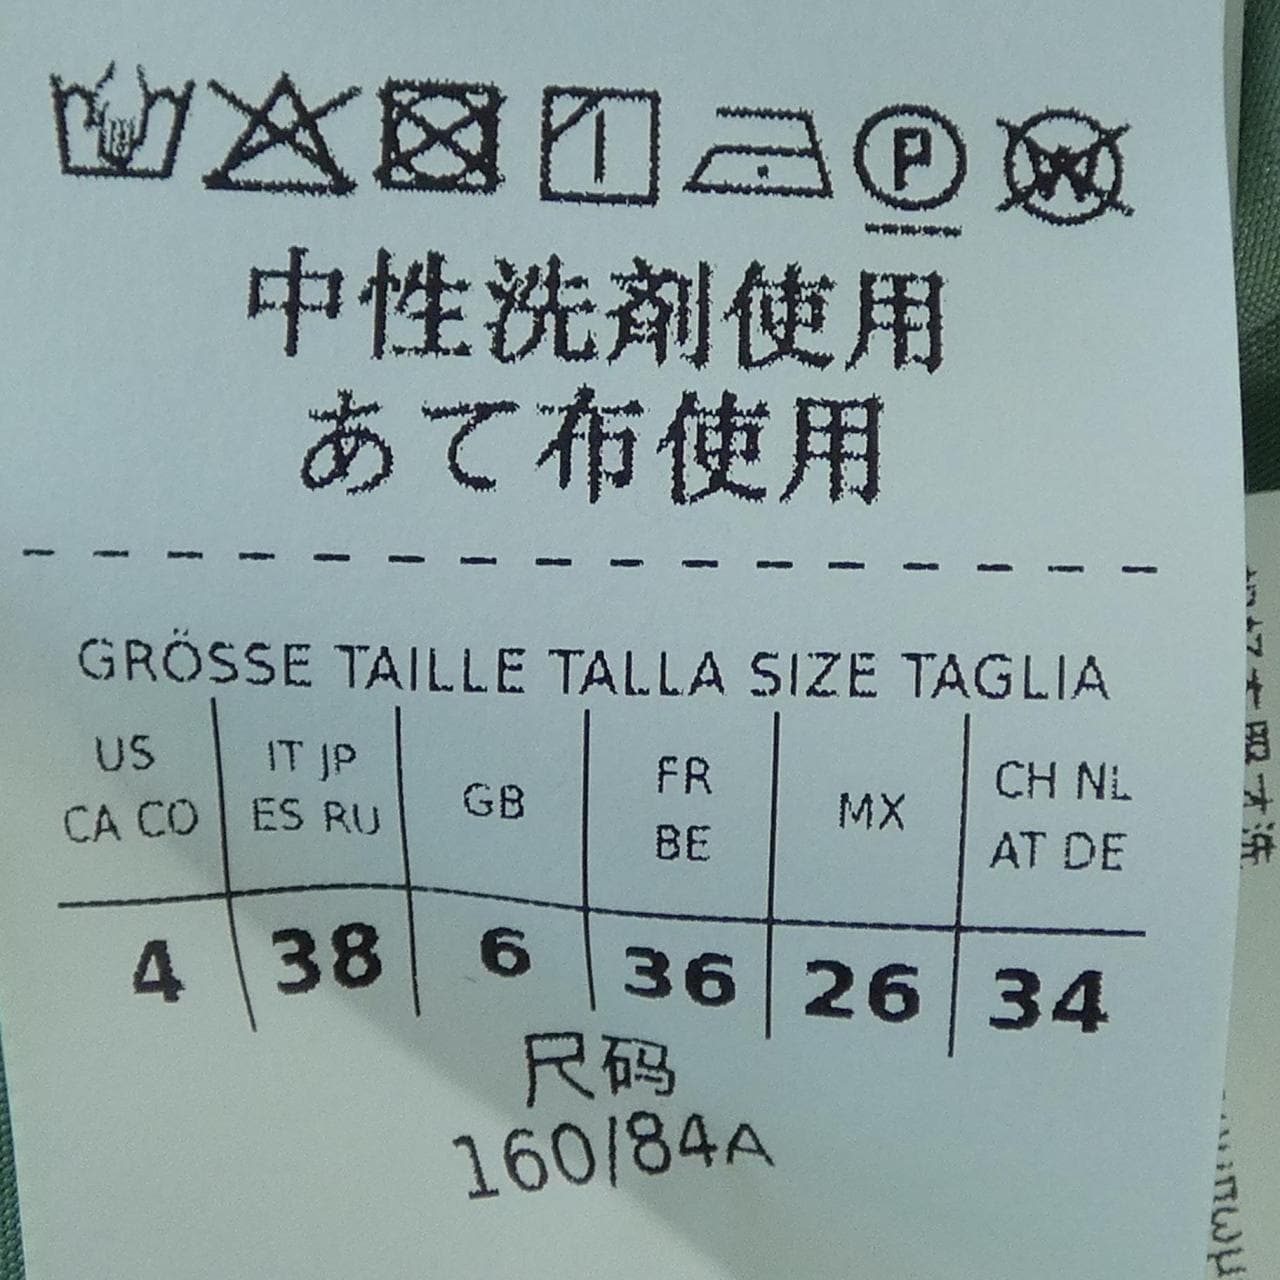 中性洗剤使用
あて布使用
GRÖSSE TAILLE TALLA SIZE TAGLIA
US CA CO
IT JP ES RU
GB
FR BE
MX
CH NL AT DE
4 38 6 36 26 34
尺码
160/84A